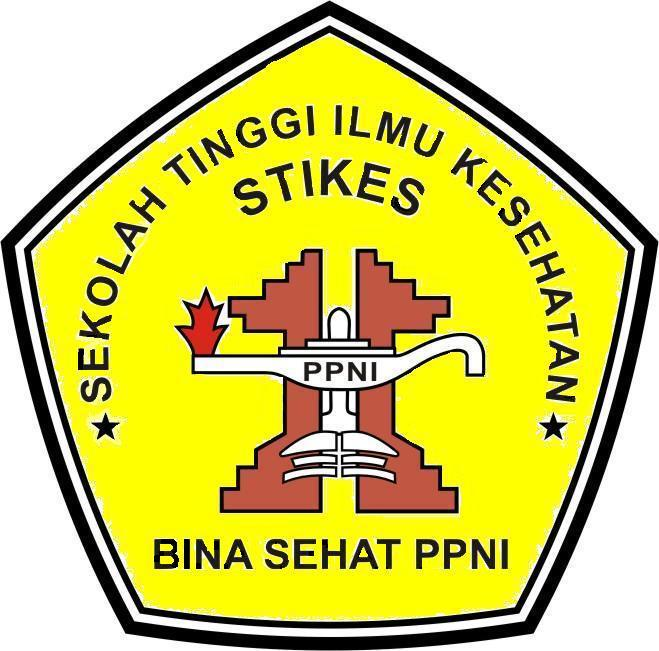 SEKOLAH TINGGI ILMU KESEHATAN
STIKES
PPNI
BINA SEHAT PPNI